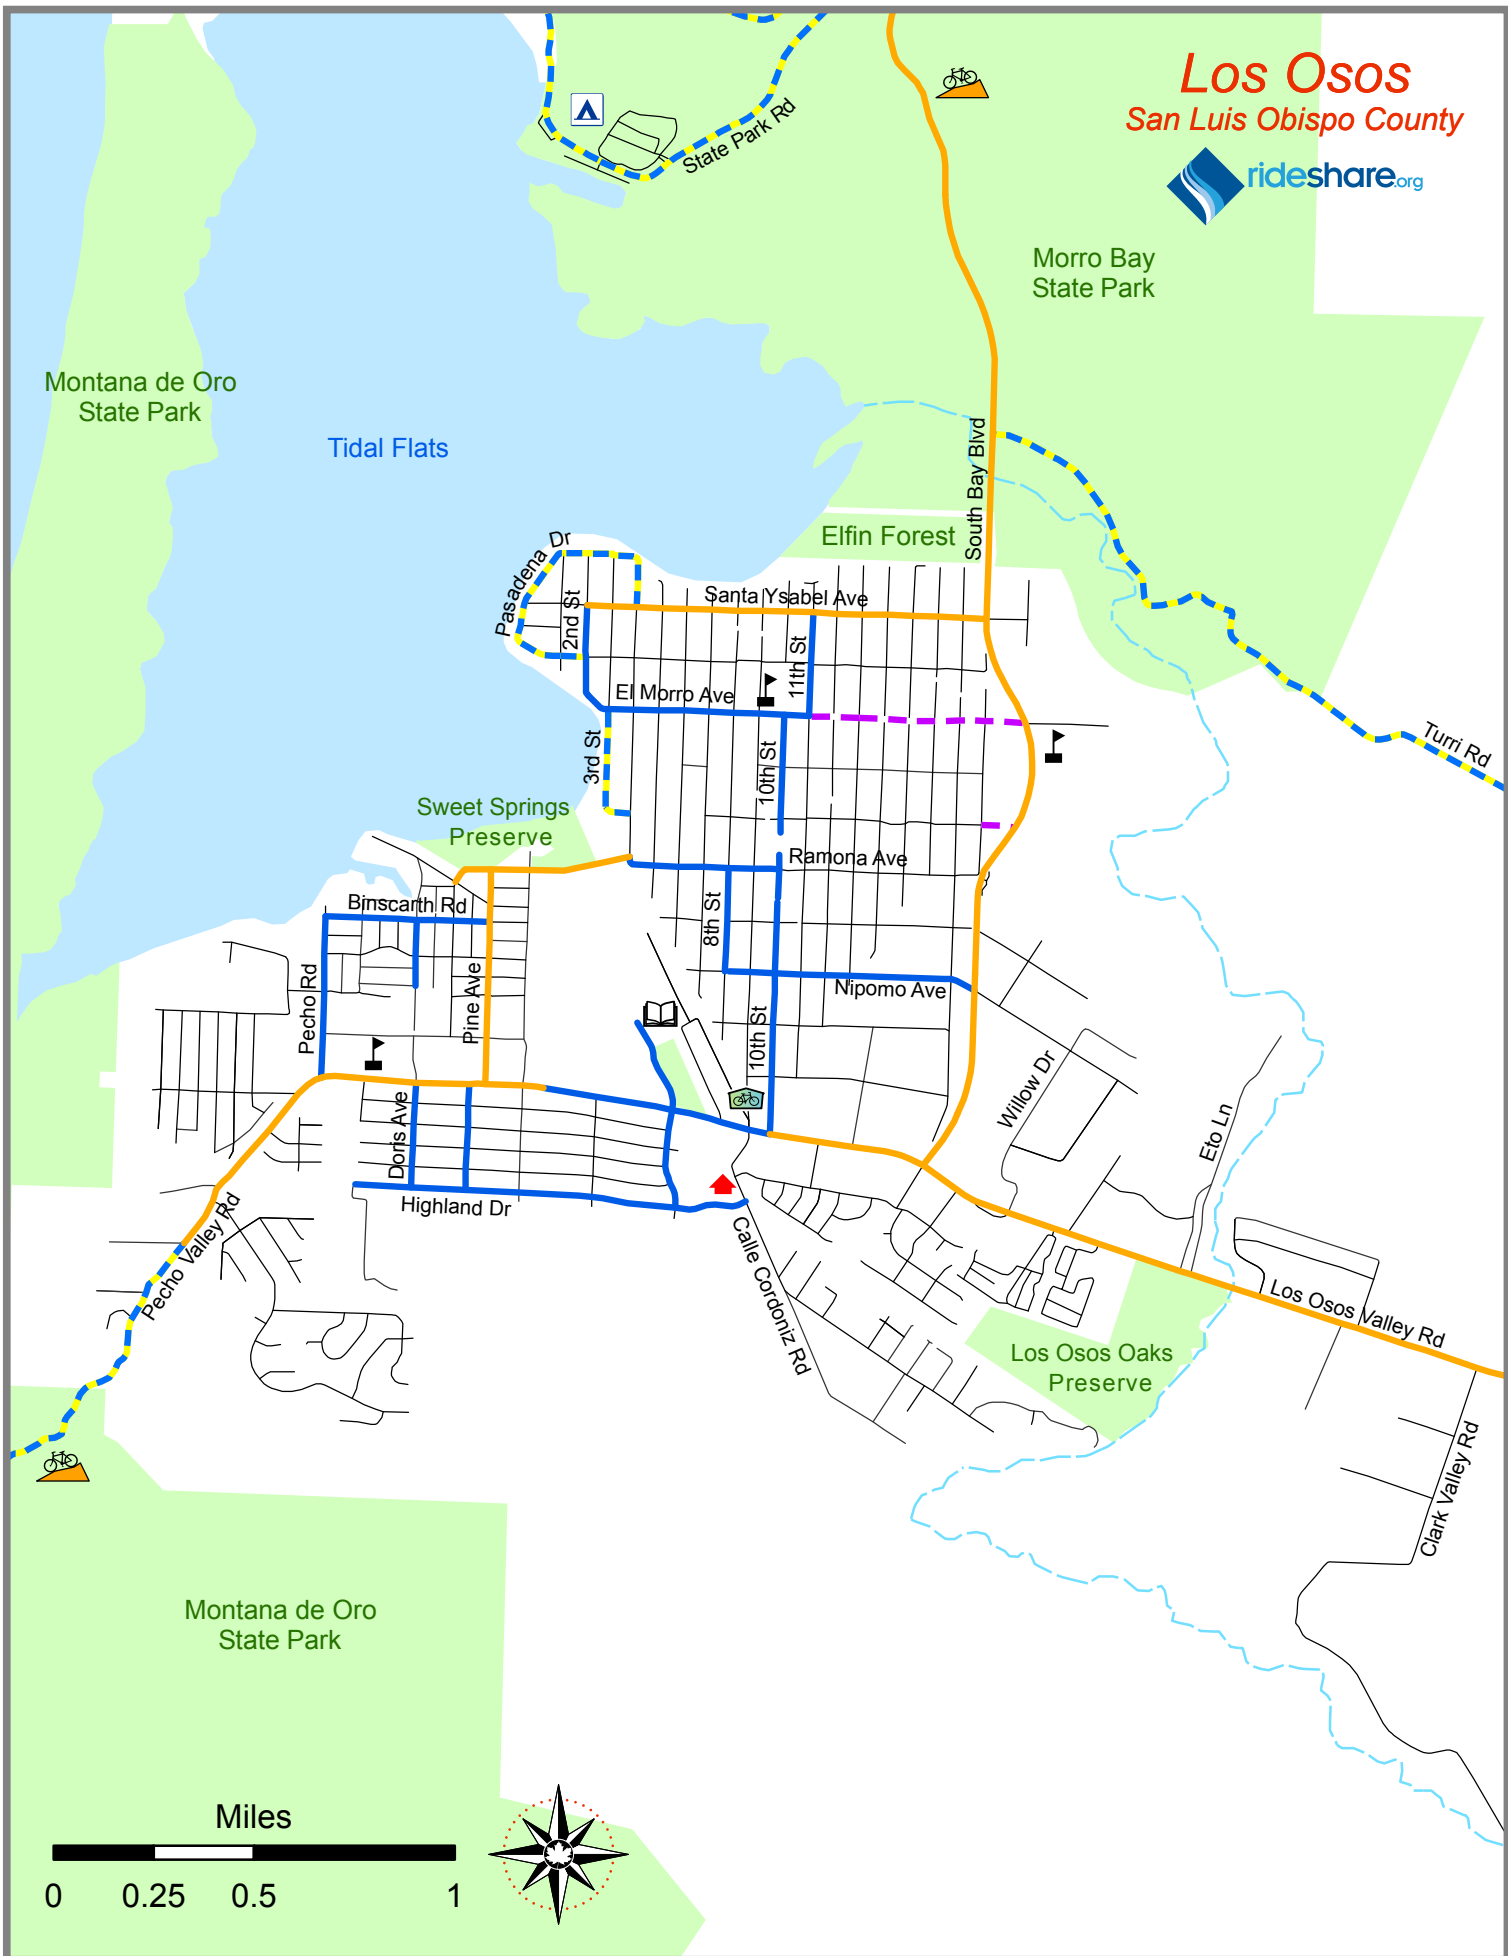 Los Osos
San Luis Obispo County
rideshare.org
State Park Rd
Morro Bay
State Park
Montana de Oro
State Park
Tidal Flats
South Bay Blvd
Elfin Forest
Pasadena Dr
Santa Ysabel Ave
2nd St
11th St
El Morro Ave
3rd St
10th St
Turri Rd
Sweet Springs
Preserve
Ramona Ave
Binscarth Rd
8th St
Nipomo Ave
Pecho Rd
Pine Ave
10th St
Willow Dr
Eto Ln
Doris Ave
Highland Dr
Pecho Valley Rd
Calle Cordoniz Rd
Los Osos Valley Rd
Los Osos Oaks
Preserve
Clark Valley Rd
Montana de Oro
State Park
Miles
0 0.25 0.5 1